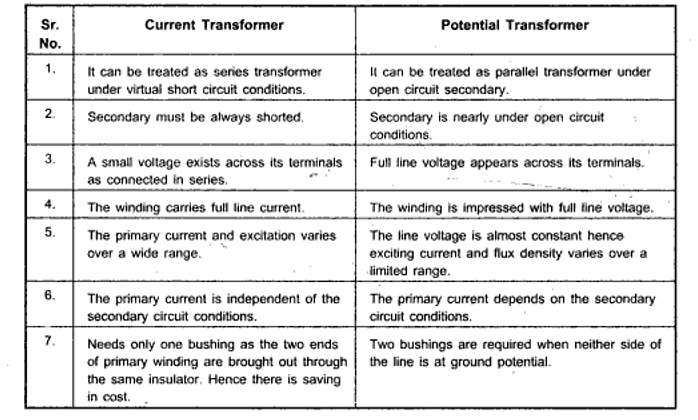 Sr. No. Current Transformer Potential Transformer
1. It can be treated as series transformer
under virtual short circuit conditions.
It can be treated as parallel transformer under
open circuit secondary.
2. Secondary must be always shorted.
Secondary is nearly under open circuit
conditions.
3. A small voltage exists across its terminals
as connected in series.
Full line voltage appears across its terminals.
4. The winding carries full line current.
The winding is impressed with full line voltage.
5. The primary current and excitation varies
over a wide range.
The line voltage is almost constant hence
exciting current and flux density varies over a
limited range.
6. The primary current is independent of the
secondary circuit conditions.
The primary current depends on the secondary
circuit conditions.
7. Needs only one bushing as the two ends
of primary winding are brought out through
the same insulator. Hence there is saving
in cost.
Two bushings are required when neither side of
the line is at ground potential.